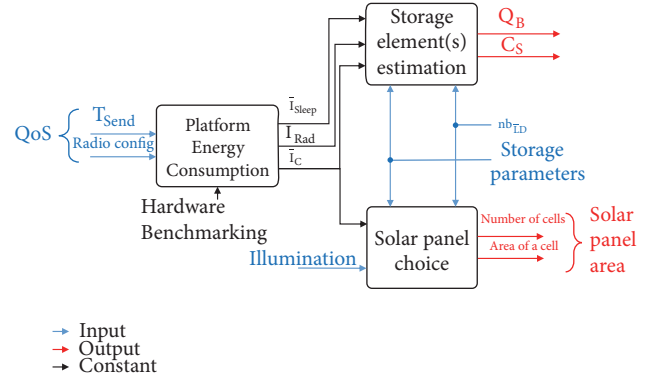 Storage
element(s)
estimation
Q_B
C_S
QoS
T_Send
Radio config
Platform
Energy
Consumption
Ī_Sleep
I_Rad
Ī_C
nb_L̅D
Storage
parameters
Hardware
Benchmarking
Illumination
Solar panel
choice
Number of cells
Area of a cell
Solar
panel
area
Input
Output
Constant